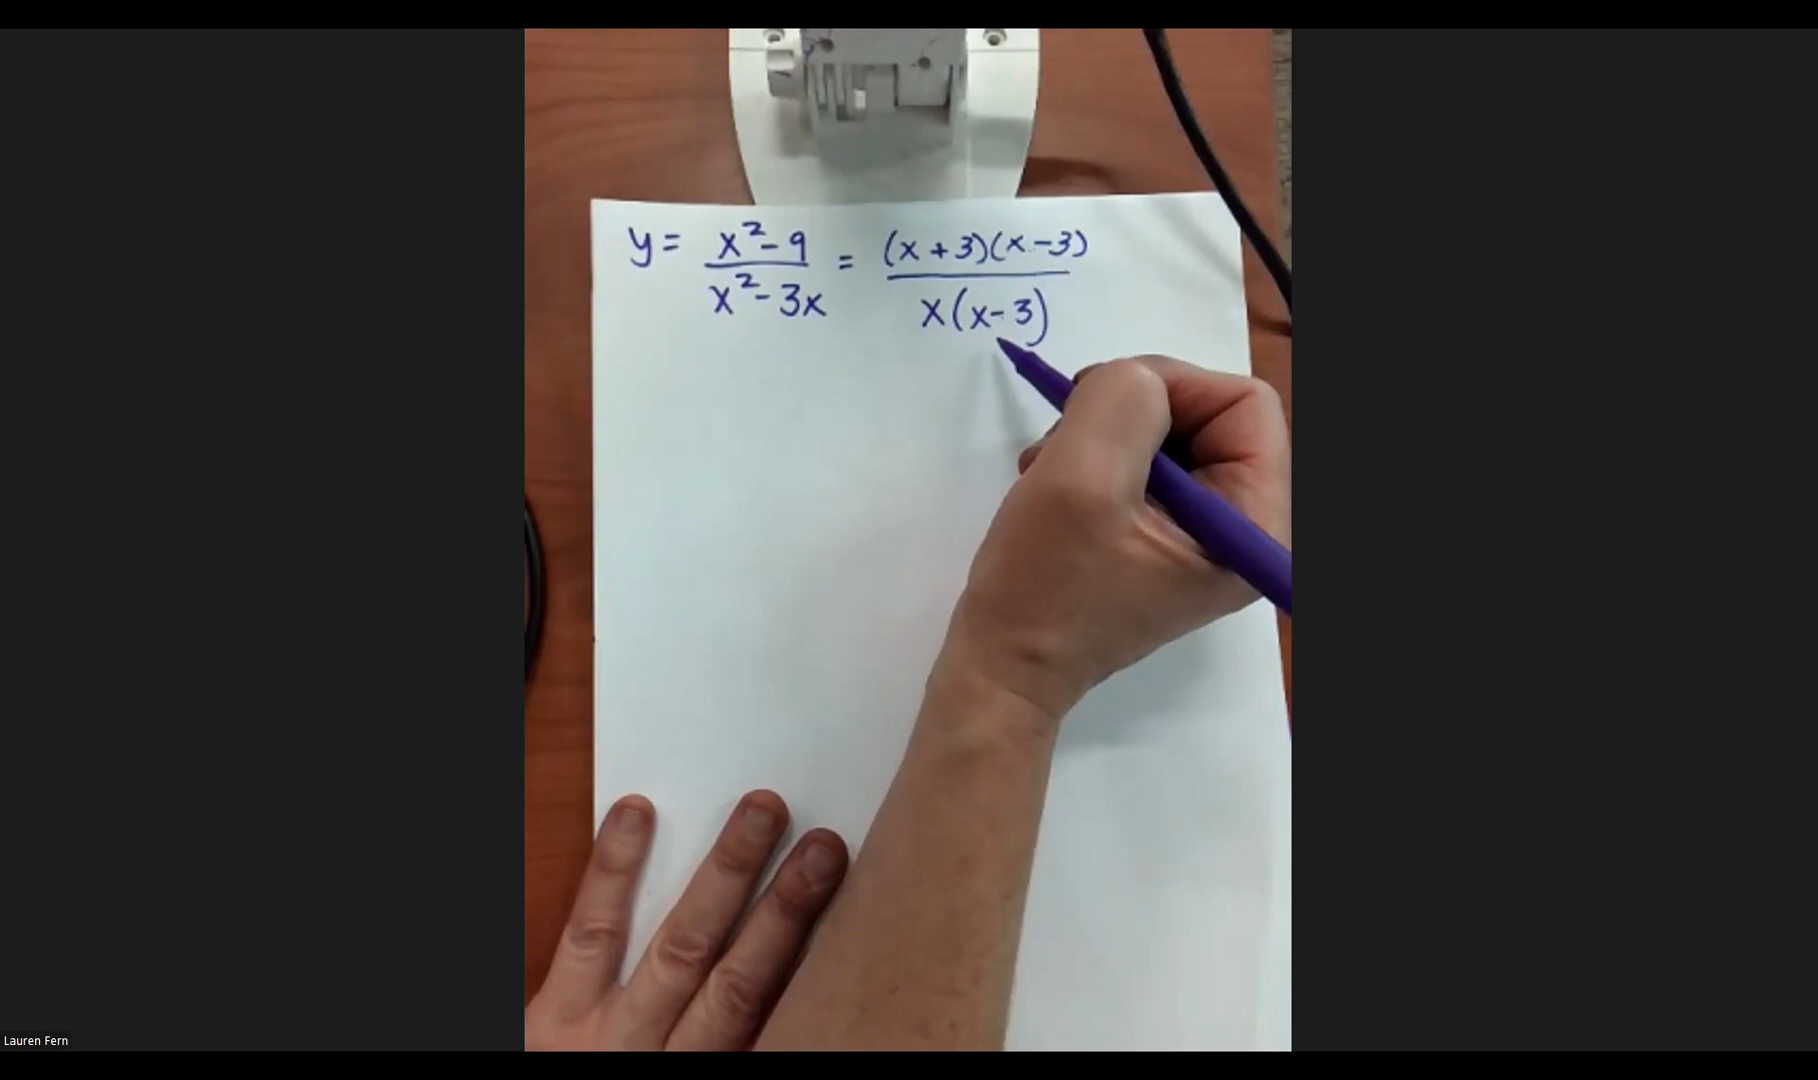 y = x²-9 / x²-3x = (x+3)(x-3) / x(x-3)
Lauren Fern